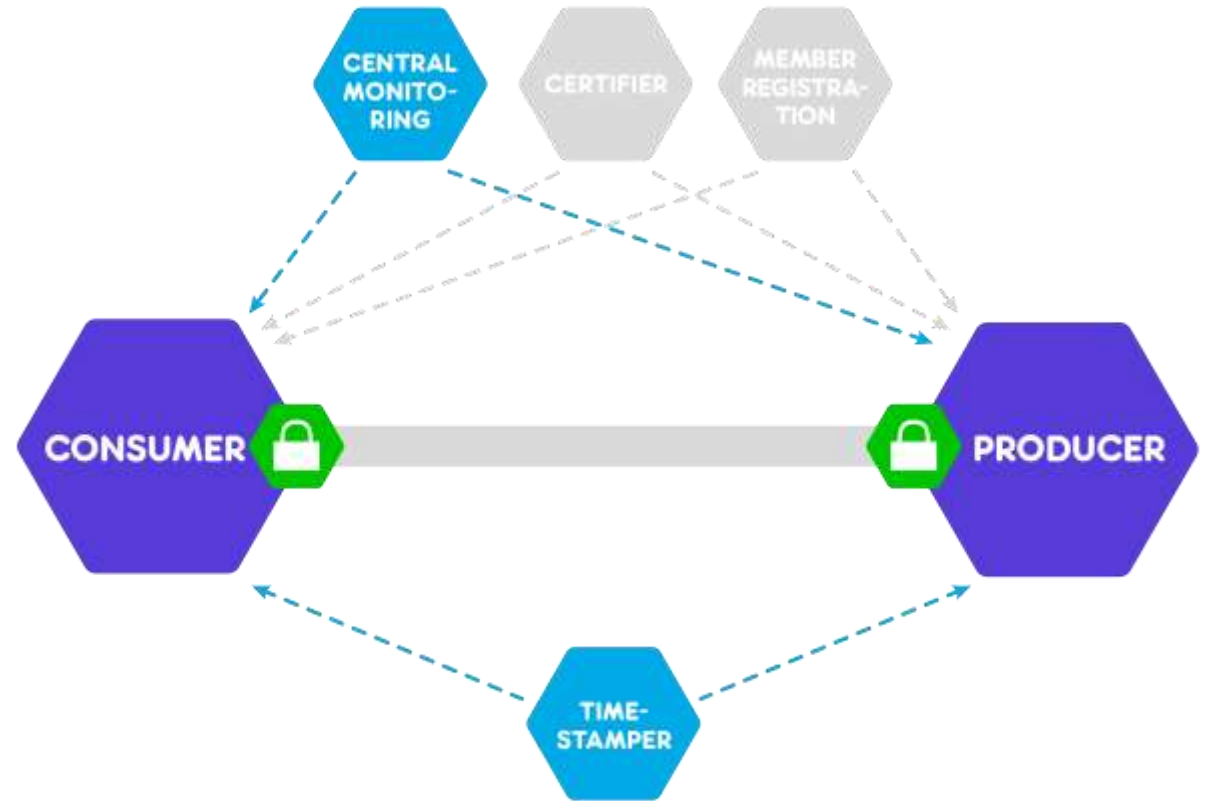 CENTRAL
MONITO-
RING
CERTIFIER
MEMBER
REGISTRA-
TION
CONSUMER
PRODUCER
TIME-
STAMPER